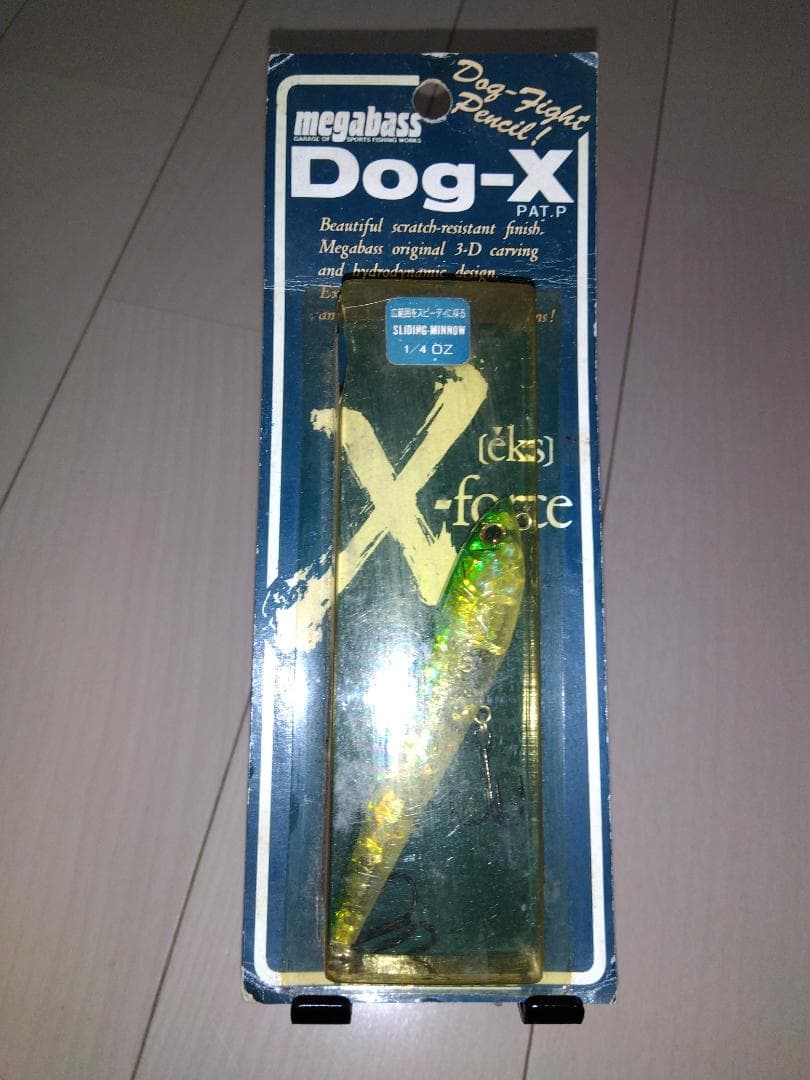 Dog-Fight
Pencil!
megabass
GARAGE OF SPORTS FISHING WORKS
Dog-X
PAT.P
Beautiful scratch-resistant finish.
Megabass original 3-D carving
and hydrodynamic design
広範囲をスピーディに探る
SLIDING-MINNOW
1/4 OZ
X
(ěks)
X-force